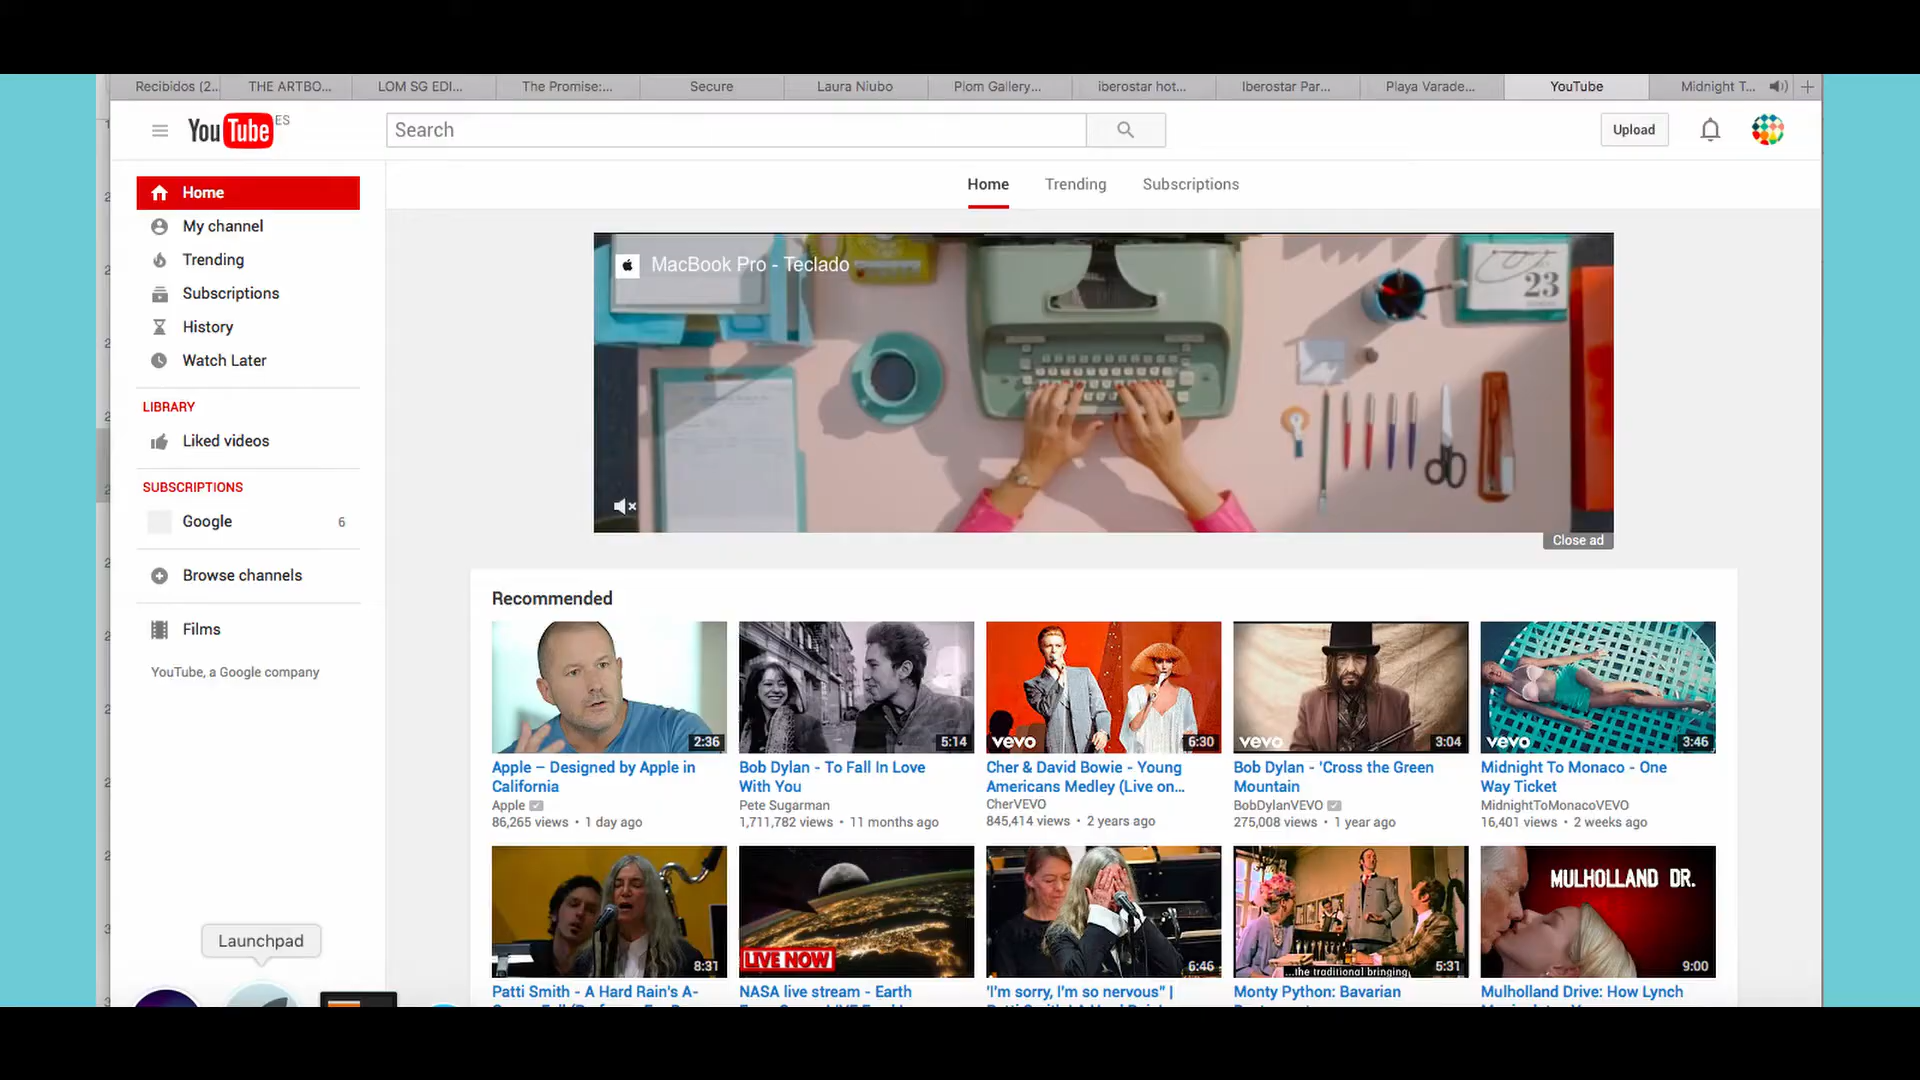 Recibidos (2...
THE ARTBO...
LOM SG EDI...
The Promise:...
Secure
Laura Niubo
Plom Gallery...
iberostar hot...
Iberostar Par...
Playa Varade...
YouTube
Midnight T...
YouTube ES
Search
Upload
Home
My channel
Trending
Subscriptions
History
Watch Later
LIBRARY
Liked videos
SUBSCRIPTIONS
Google 6
Browse channels
Films
YouTube, a Google company
Launchpad
Home Trending Subscriptions
MacBook Pro - Teclado
23
Close ad
Recommended
2:36
Apple – Designed by Apple in
California
Apple
86,265 views • 1 day ago
5:14
Bob Dylan - To Fall In Love
With You
Pete Sugarman
1,711,782 views • 11 months ago
vevo 6:30
Cher & David Bowie - Young
Americans Medley (Live on...
CherVEVO
845,414 views • 2 years ago
vevo 3:04
Bob Dylan - 'Cross the Green
Mountain
BobDylanVEVO
275,008 views • 1 year ago
vevo 3:46
Midnight To Monaco - One
Way Ticket
MidnightToMonacoVEVO
16,401 views • 2 weeks ago
8:31
Patti Smith - A Hard Rain's A-
LIVE NOW
NASA live stream - Earth
6:46
"I'm sorry, I'm so nervous" |
...the traditional bringing
5:31
Monty Python: Bavarian
MULHOLLAND DR.
9:00
Mulholland Drive: How Lynch